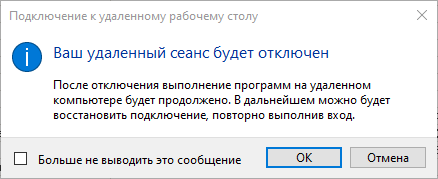 Подключение к удаленному рабочему столу
Ваш удаленный сеанс будет отключен
После отключения выполнение программ на удаленном
компьютере будет продолжено. В дальнейшем можно будет
восстановить подключение, повторно выполнив вход.
Больше не выводить это сообщение
ОК
Отмена